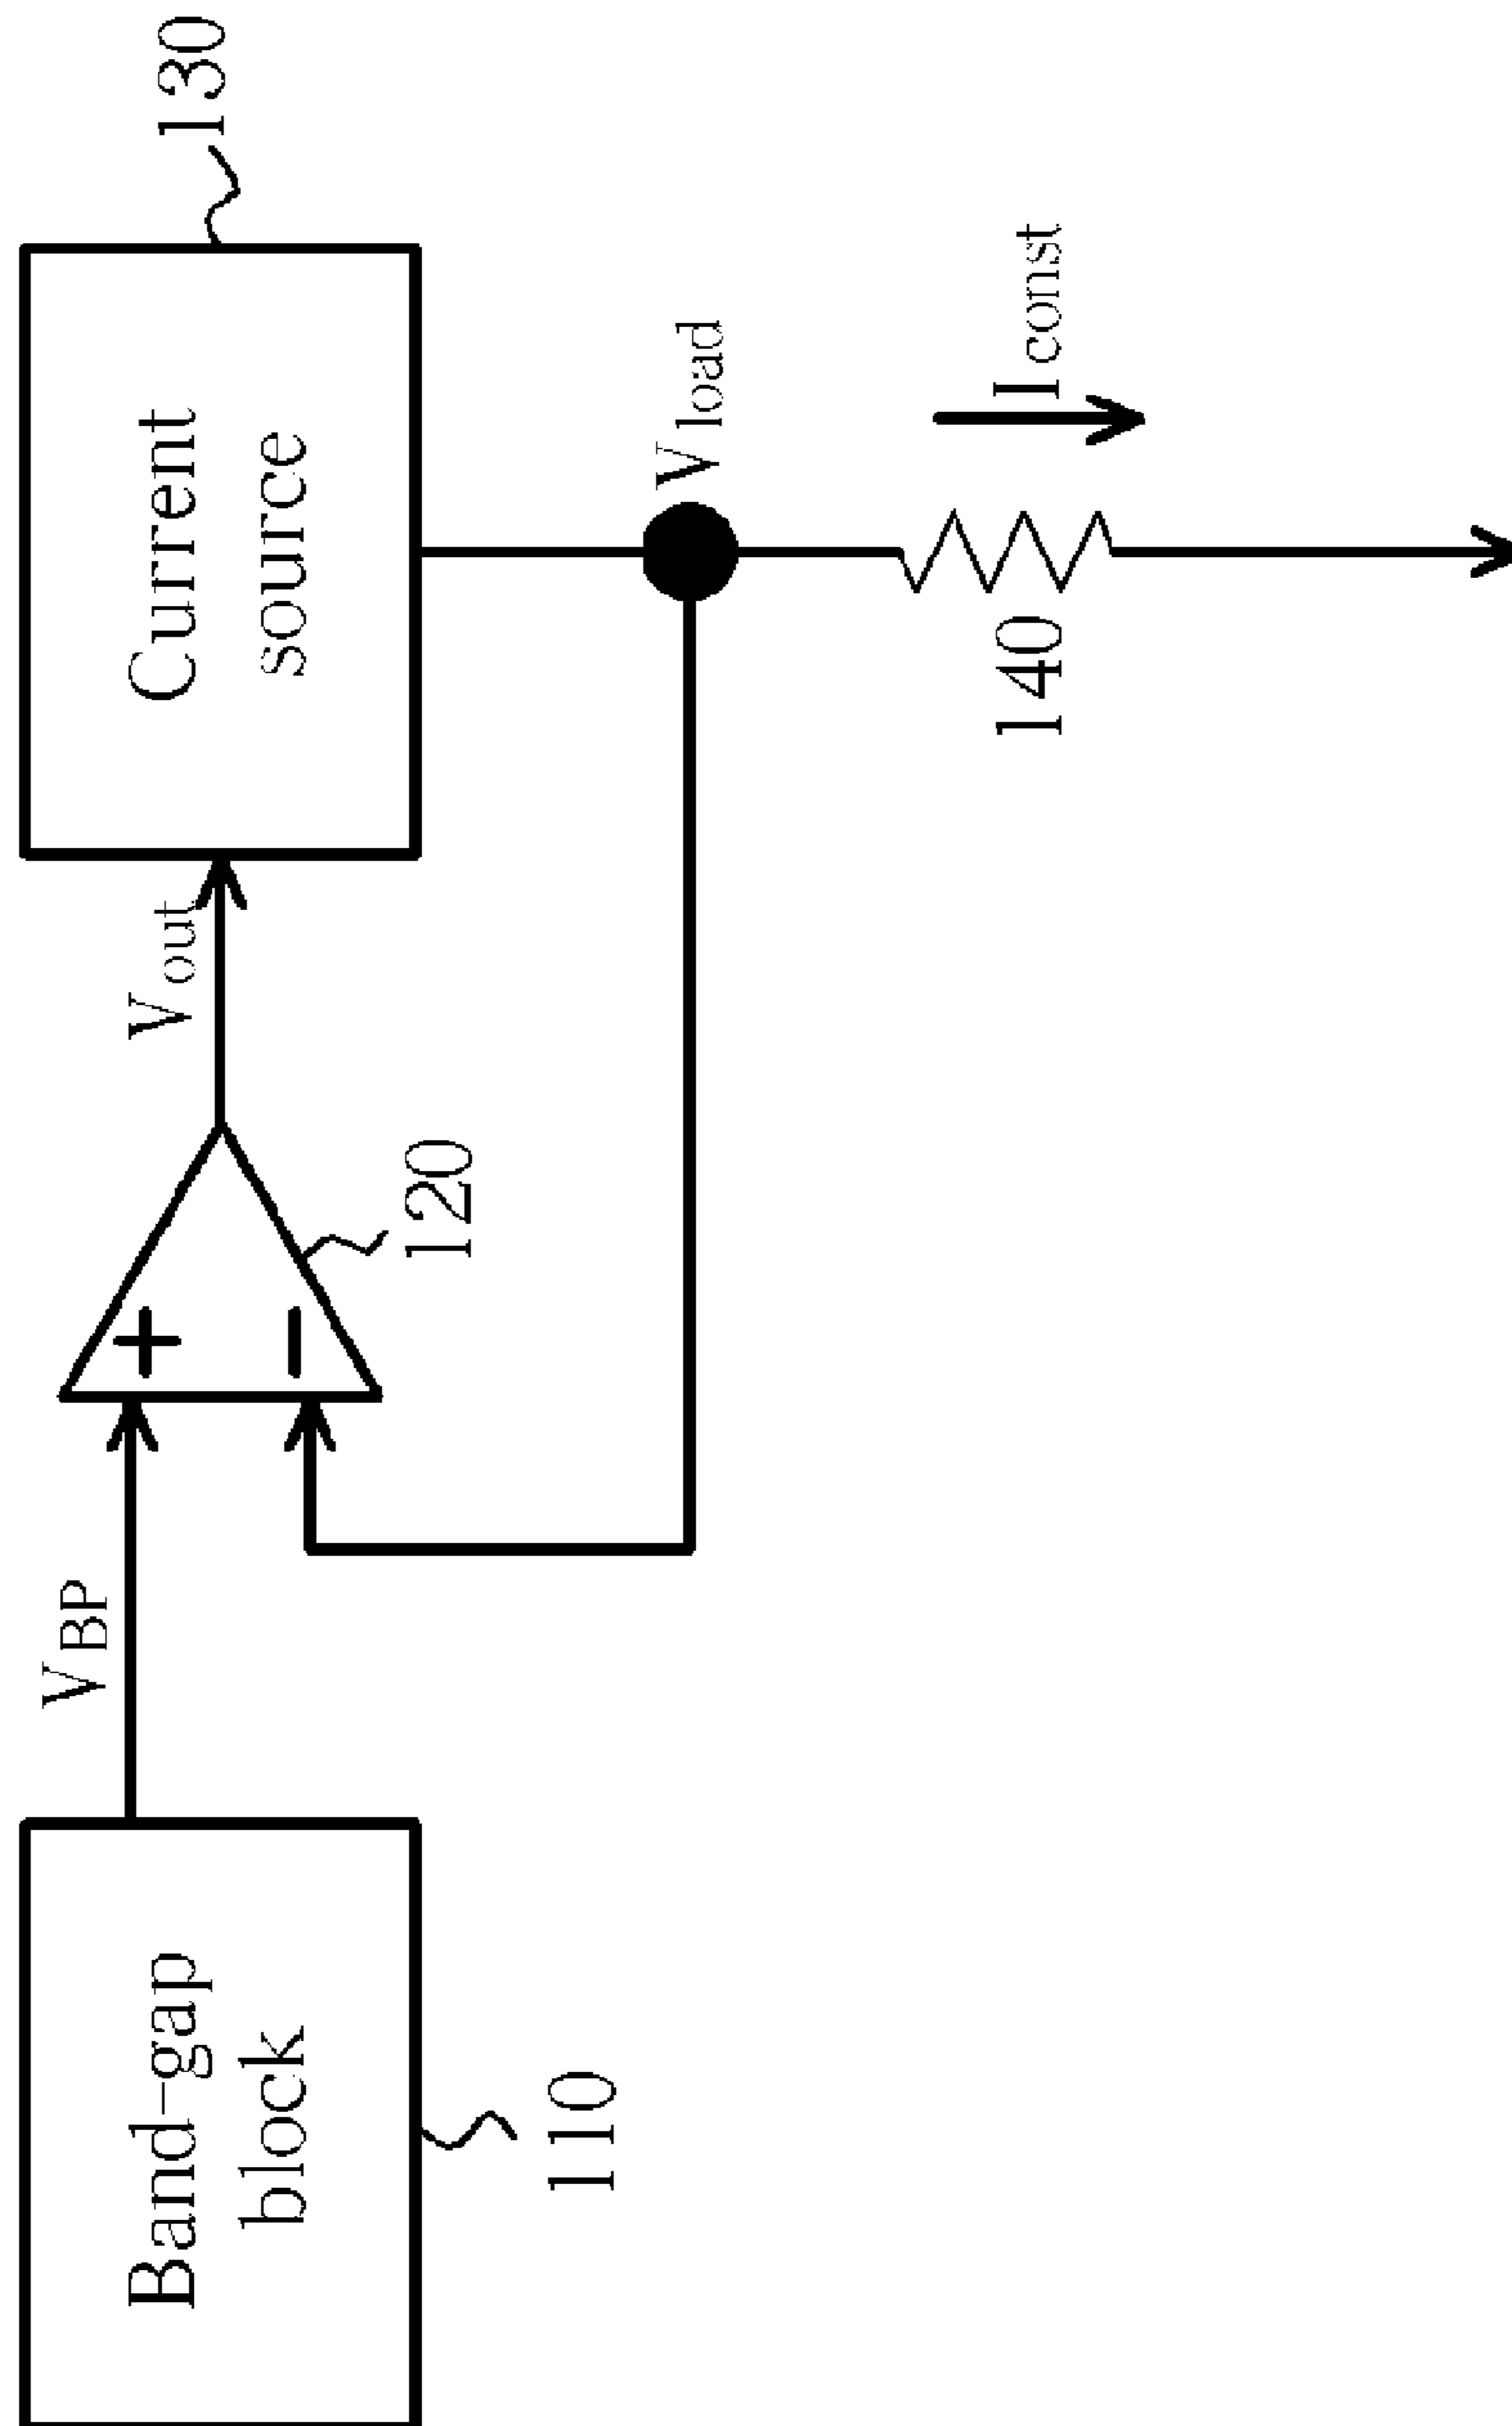 Band-gap
block
110
VBP
+
−
120
Vout
Current
source
130
Vload
140
Iconst